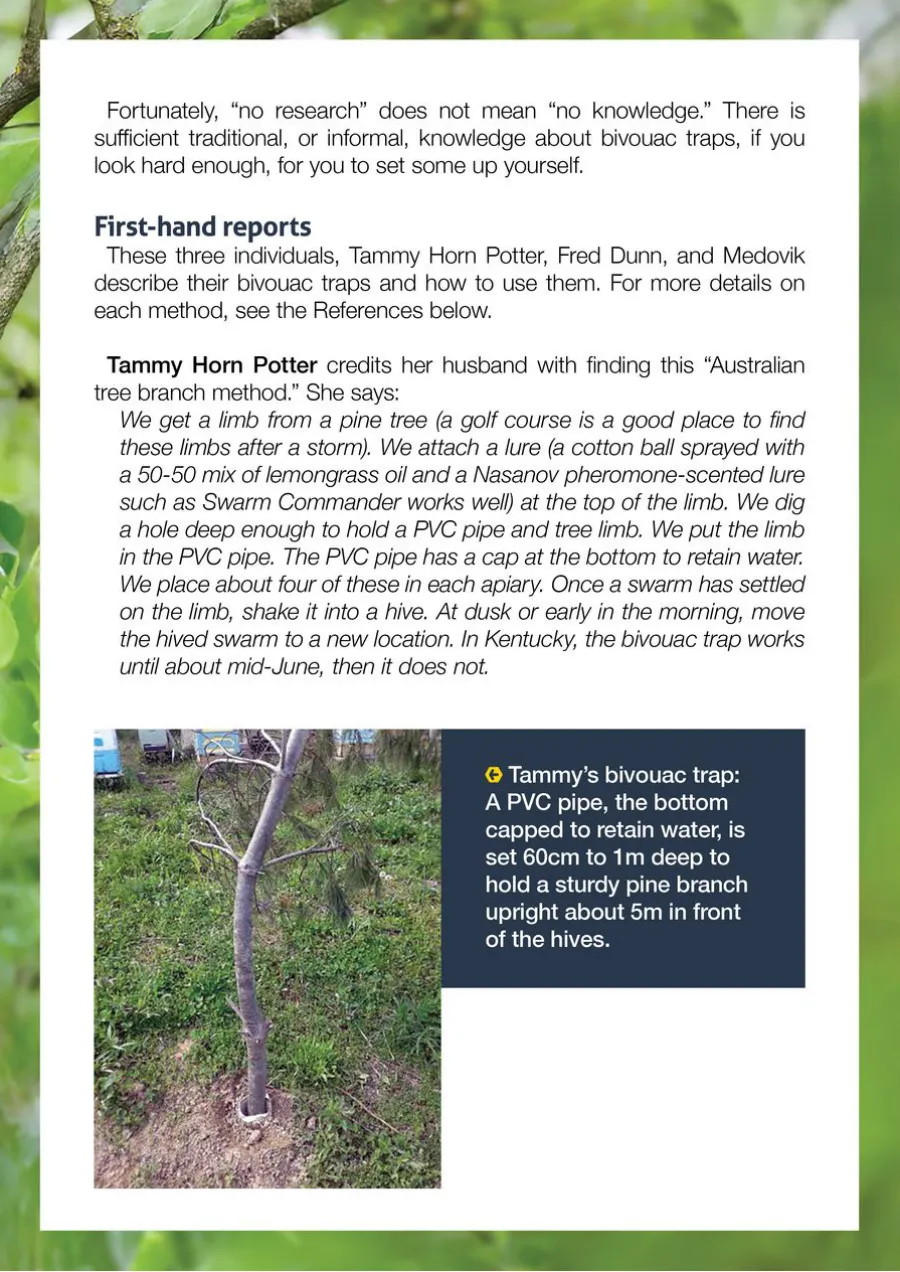 Fortunately, “no research” does not mean “no knowledge.” There is
sufficient traditional, or informal, knowledge about bivouac traps, if you
look hard enough, for you to set some up yourself.
First-hand reports
These three individuals, Tammy Horn Potter, Fred Dunn, and Medovik
describe their bivouac traps and how to use them. For more details on
each method, see the References below.
Tammy Horn Potter credits her husband with finding this “Australian
tree branch method.” She says:
We get a limb from a pine tree (a golf course is a good place to find
these limbs after a storm). We attach a lure (a cotton ball sprayed with
a 50-50 mix of lemongrass oil and a Nasanov pheromone-scented lure
such as Swarm Commander works well) at the top of the limb. We dig
a hole deep enough to hold a PVC pipe and tree limb. We put the limb
in the PVC pipe. The PVC pipe has a cap at the bottom to retain water.
We place about four of these in each apiary. Once a swarm has settled
on the limb, shake it into a hive. At dusk or early in the morning, move
the hived swarm to a new location. In Kentucky, the bivouac trap works
until about mid-June, then it does not.
Tammy’s bivouac trap:
A PVC pipe, the bottom
capped to retain water, is
set 60cm to 1m deep to
hold a sturdy pine branch
upright about 5m in front
of the hives.